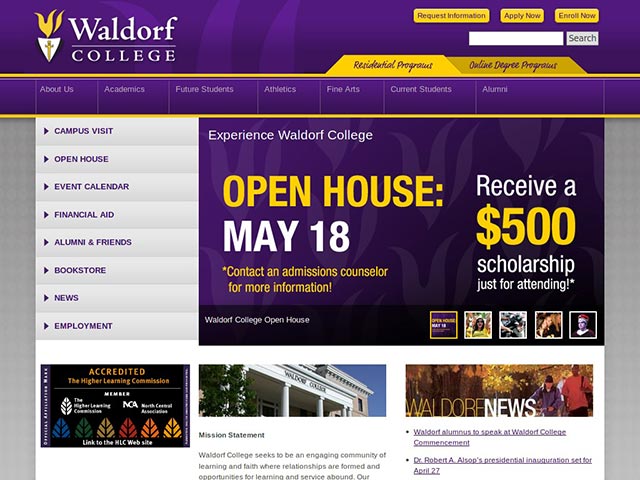 Waldorf
COLLEGE
Request Information
Apply Now
Enroll Now
Search
Residential Programs
Online Degree Programs
About Us
Academics
Future Students
Athletics
Fine Arts
Current Students
Alumni
CAMPUS VISIT
OPEN HOUSE
EVENT CALENDAR
FINANCIAL AID
ALUMNI & FRIENDS
BOOKSTORE
NEWS
EMPLOYMENT
Experience Waldorf College
OPEN HOUSE:
MAY 18
*Contact an admissions counselor
for more information!
Receive a
$500
scholarship
just for attending!*
Waldorf College Open House
OPEN HOUSE:
MAY 18
ACCREDITED
The Higher Learning Commission
MEMBER
The Higher
Learning
Commission
NCA
North Central
Association
Link to the HLC Web site
OFFICIAL AFFILIATION MARK
WALDORF COLLEGE
Mission Statement
Waldorf College seeks to be an engaging community of
learning and faith where relationships are formed and
opportunities for learning and service abound. Our
WALDORFNEWS
Waldorf alumnus to speak at Waldorf College
Commencement
Dr. Robert A. Alsop's presidential inauguration set for
April 27